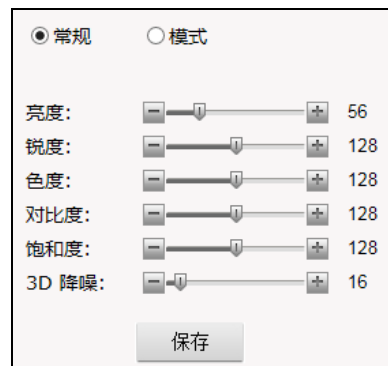 常规 模式
亮度: 56
锐度: 128
色度: 128
对比度: 128
饱和度: 128
3D 降噪: 16
保存